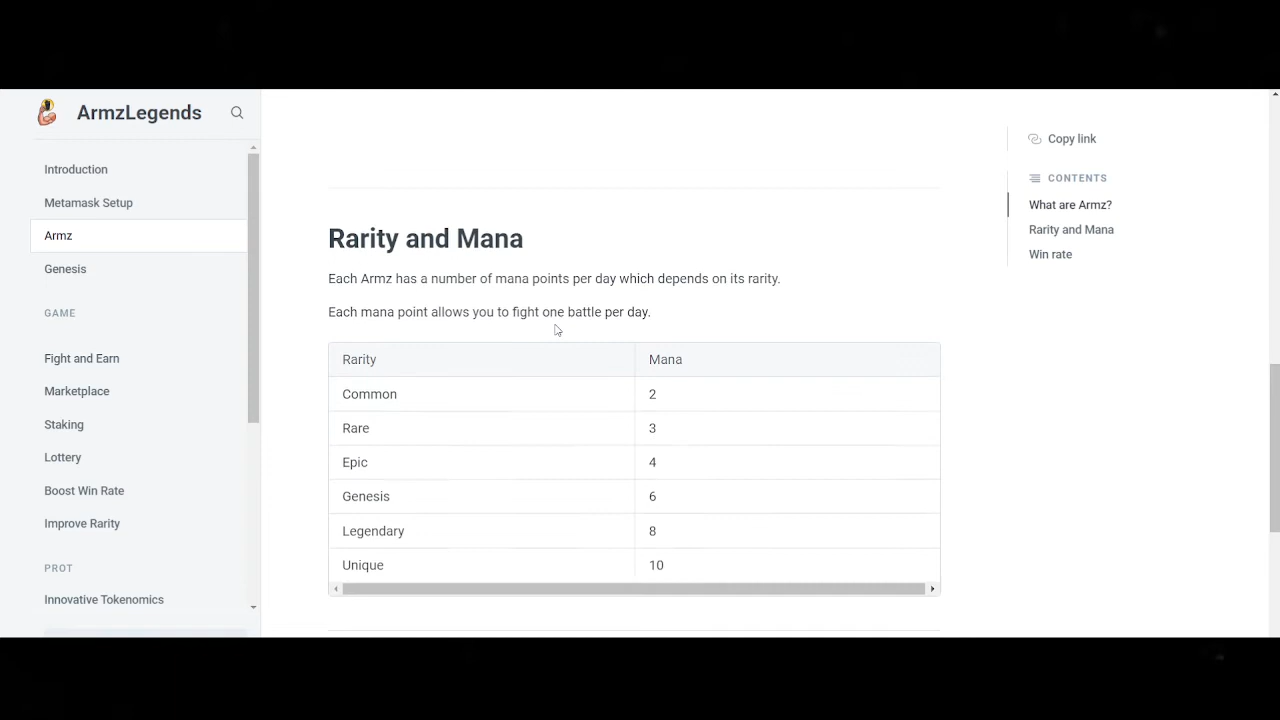 ArmzLegends
Introduction
Metamask Setup
Armz
Genesis
GAME
Fight and Earn
Marketplace
Staking
Lottery
Boost Win Rate
Improve Rarity
PROT
Innovative Tokenomics
Rarity and Mana
Each Armz has a number of mana points per day which depends on its rarity.
Each mana point allows you to fight one battle per day.
Rarity Mana
Common 2
Rare 3
Epic 4
Genesis 6
Legendary 8
Unique 10
Copy link
CONTENTS
What are Armz?
Rarity and Mana
Win rate